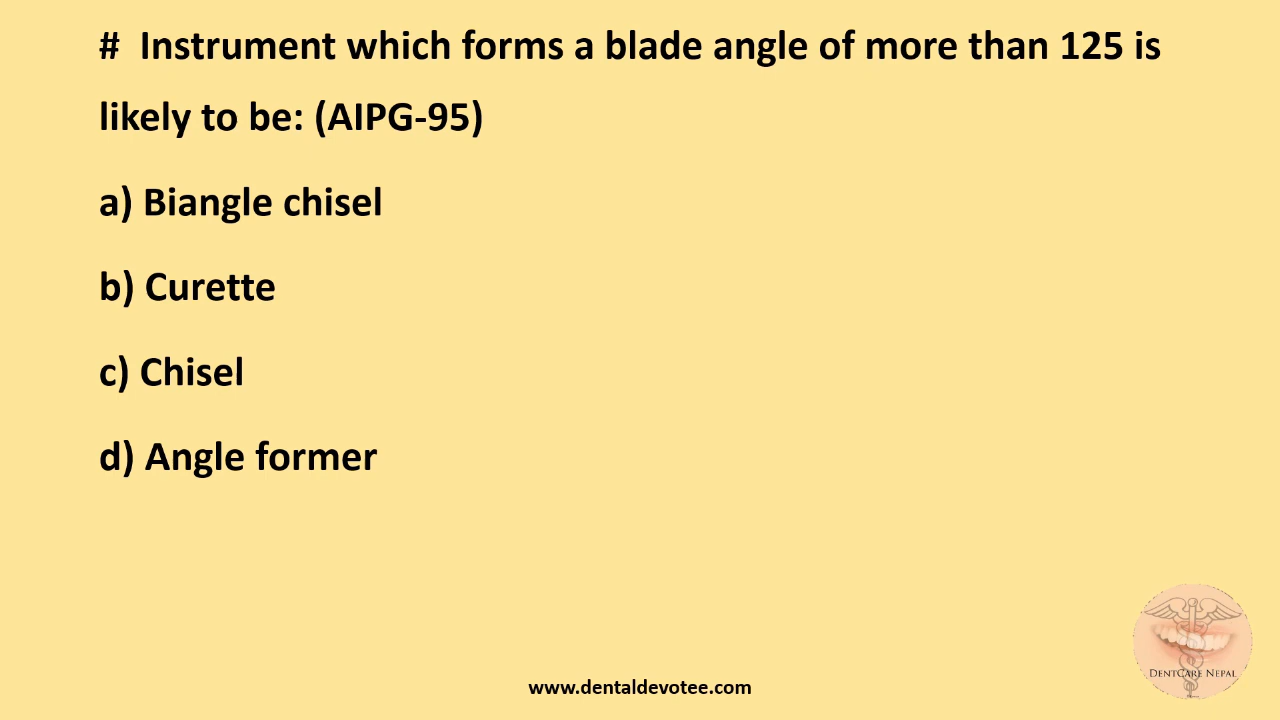 # Instrument which forms a blade angle of more than 125 is
likely to be: (AIPG-95)
a) Biangle chisel
b) Curette
c) Chisel
d) Angle former
DentCare Nepal
www.dentaldevotee.com